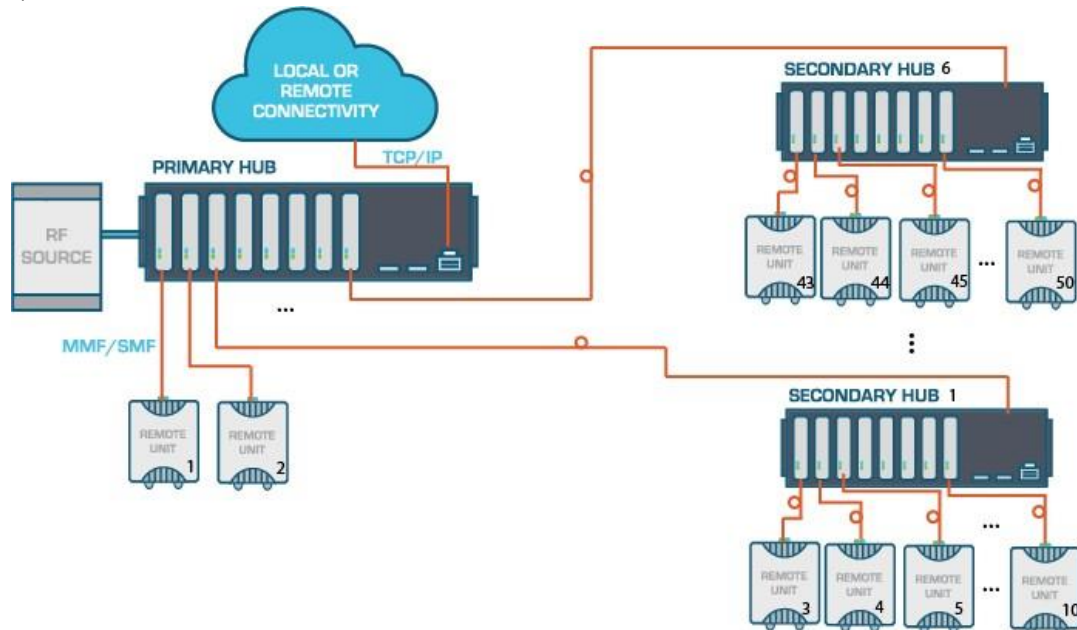 LOCAL OR
REMOTE
CONNECTIVITY
TCP/IP
PRIMARY HUB
RF
SOURCE
...
MMF/SMF
REMOTE
UNIT
1
REMOTE
UNIT
2
SECONDARY HUB 6
REMOTE
UNIT
43
REMOTE
UNIT
44
REMOTE
UNIT
45
...
REMOTE
UNIT
50
SECONDARY HUB 1
...
REMOTE
UNIT
3
REMOTE
UNIT
4
REMOTE
UNIT
5
...
REMOTE
UNIT
10